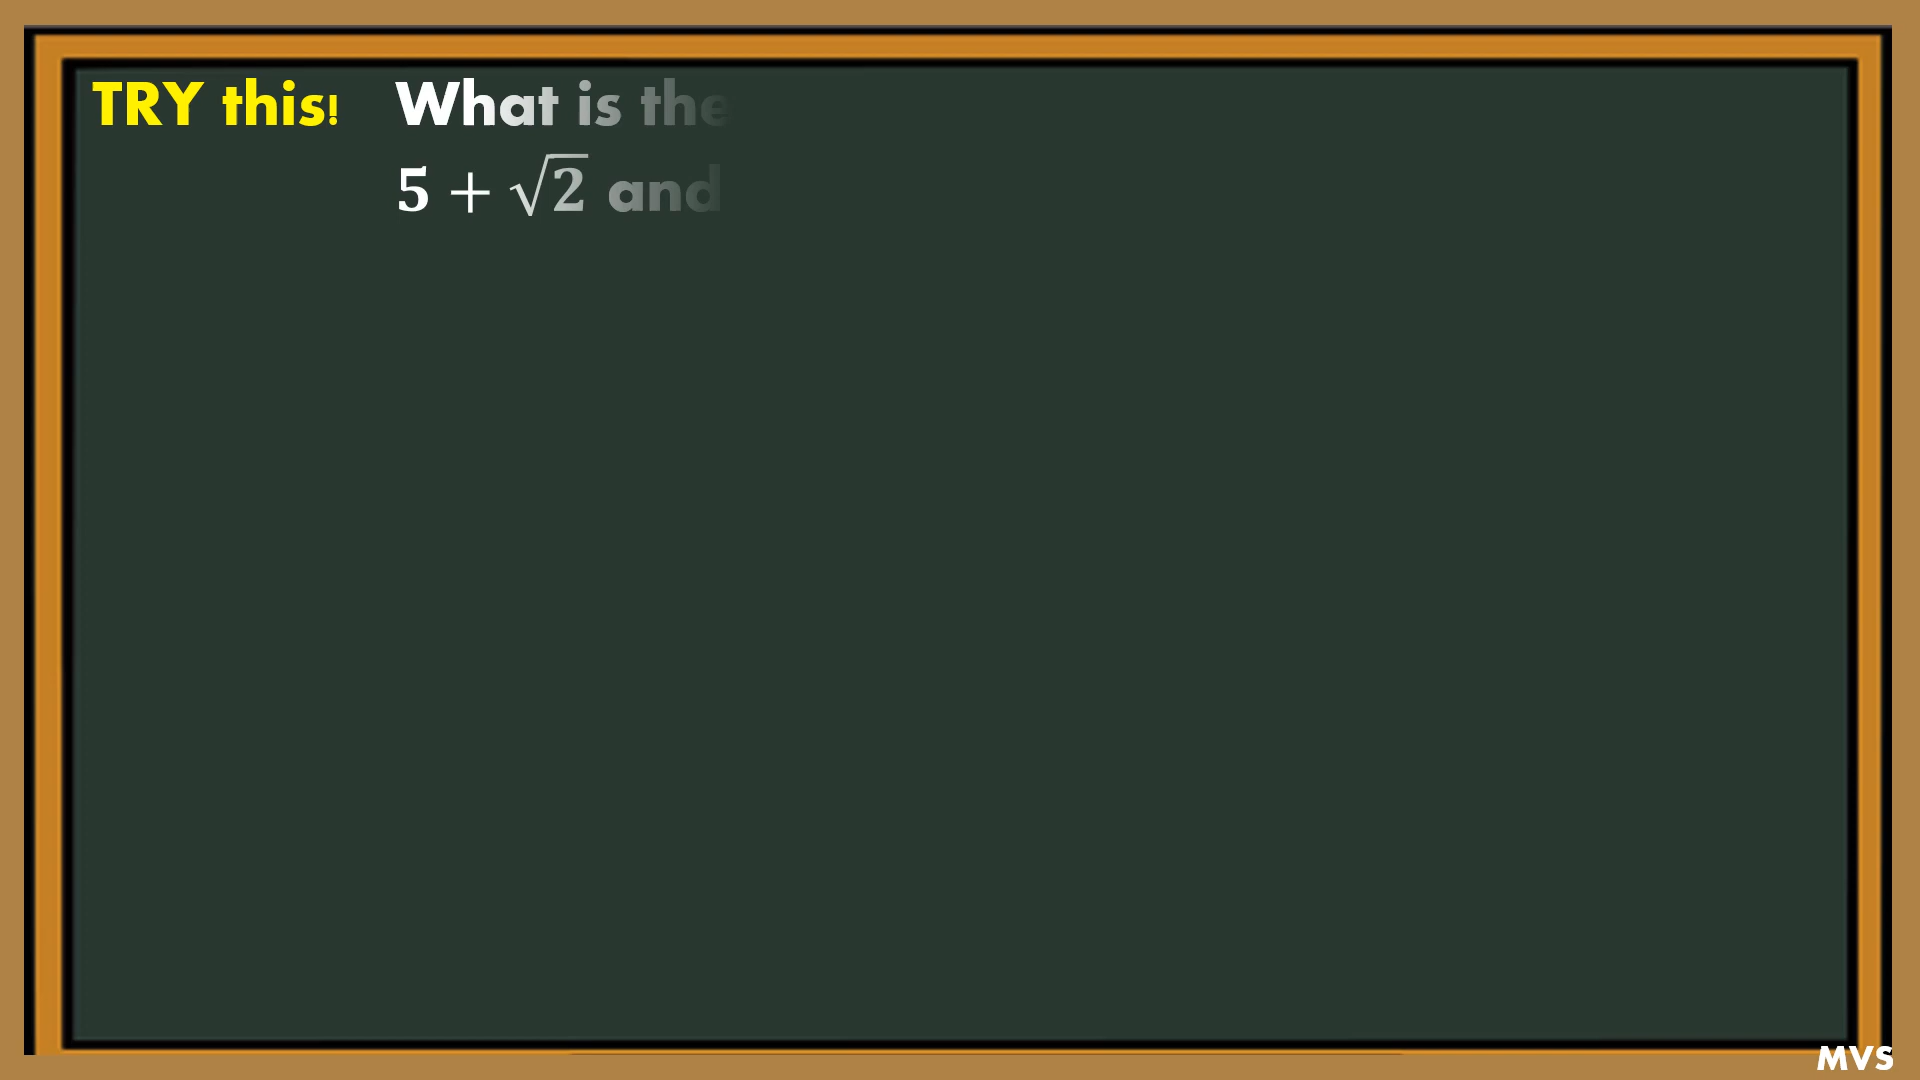 TRY this! What is the
5 + √2 and
MVS